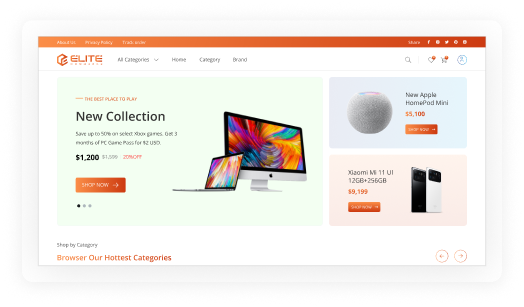 About Us Privacy Policy Track order Share
ELITE
COMMERCE
All Categories Home Category Brand
THE BEST PLACE TO PLAY
New Collection
Save up to 50% on select Xbox games. Get 3
months of PC Game Pass for $2 USD.
$1,200 $1,599 20%OFF
SHOP NOW
New Apple
HomePod Mini
$5,100
SHOP NOW
Xiaomi Mi 11 Ul
12GB+256GB
$9,199
SHOP NOW
Shop by Category
Browser Our Hottest Categories